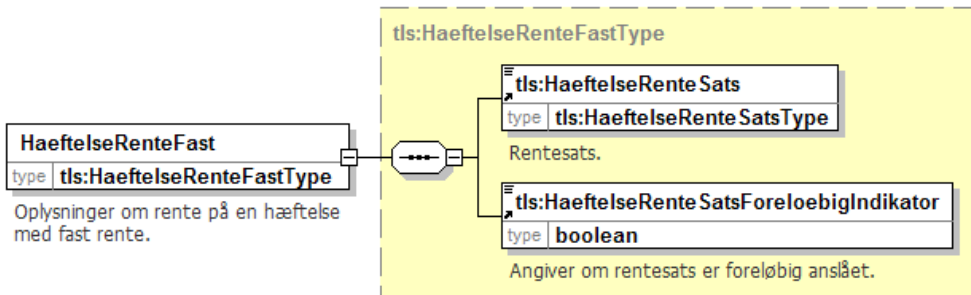 tls:HaeftelseRenteFastType
tls:HaeftelseRenteSats
type tls:HaeftelseRenteSatsType
Rentesats.
HaeftelseRenteFast
type tls:HaeftelseRenteFastType
Oplysninger om rente på en hæftelse
med fast rente.
tls:HaeftelseRenteSatsForeloebigIndikator
type boolean
Angiver om rentesats er foreløbig anslået.